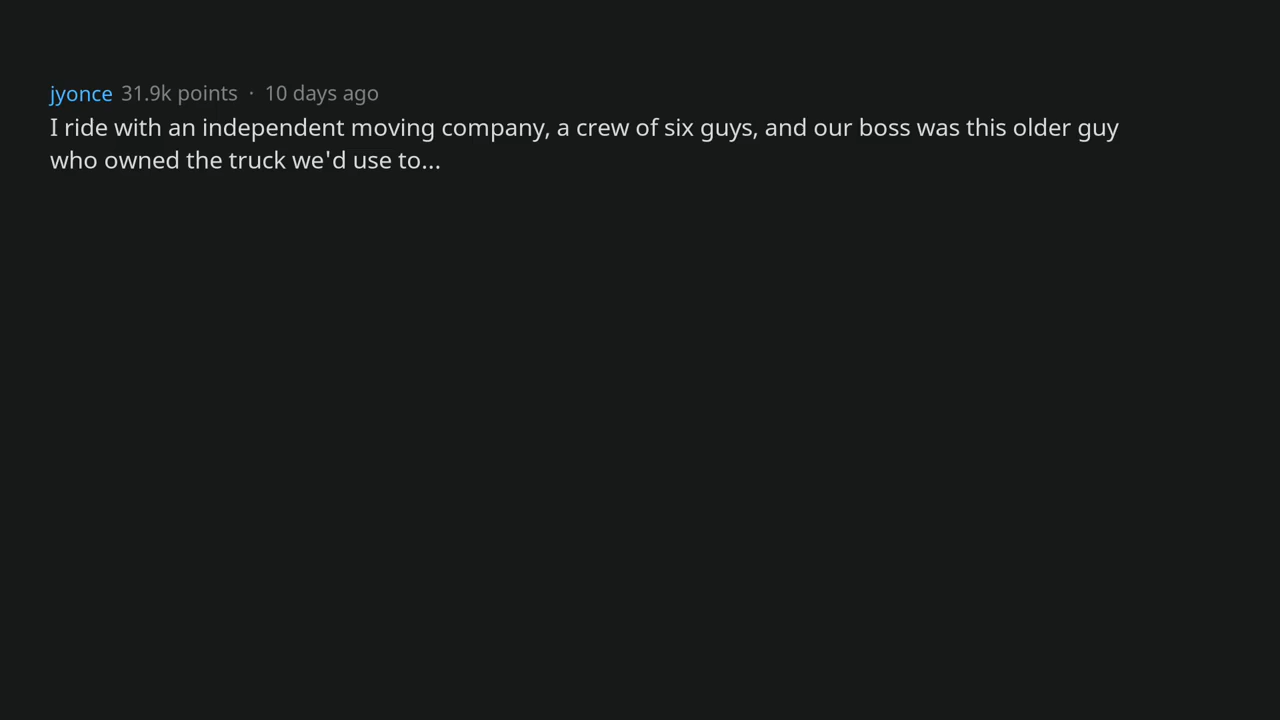 jyonce 31.9k points · 10 days ago
I ride with an independent moving company, a crew of six guys, and our boss was this older guy
who owned the truck we'd use to...